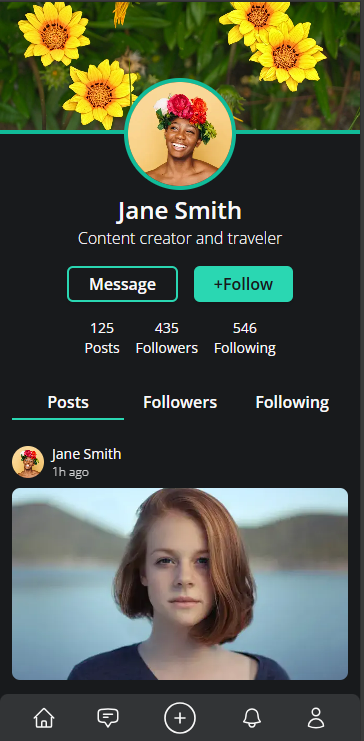 Jane Smith
Content creator and traveler
Message
+Follow
125 435 546
Posts Followers Following
Posts Followers Following
Jane Smith
1h ago